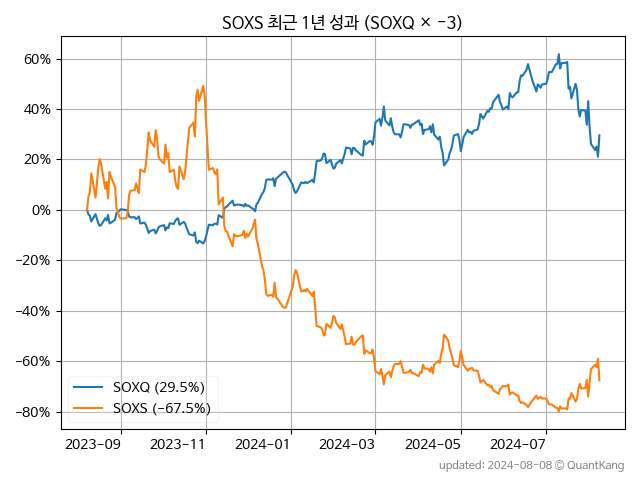 SOXS 최근 1년 성과 (SOXQ × −3)
60%
40%
20%
0%
−20%
−40%
−60%
−80%
SOXQ (29.5%)
SOXS (−67.5%)
2023-09 2023-11 2024-01 2024-03 2024-05 2024-07
updated: 2024-08-08 © QuantKang